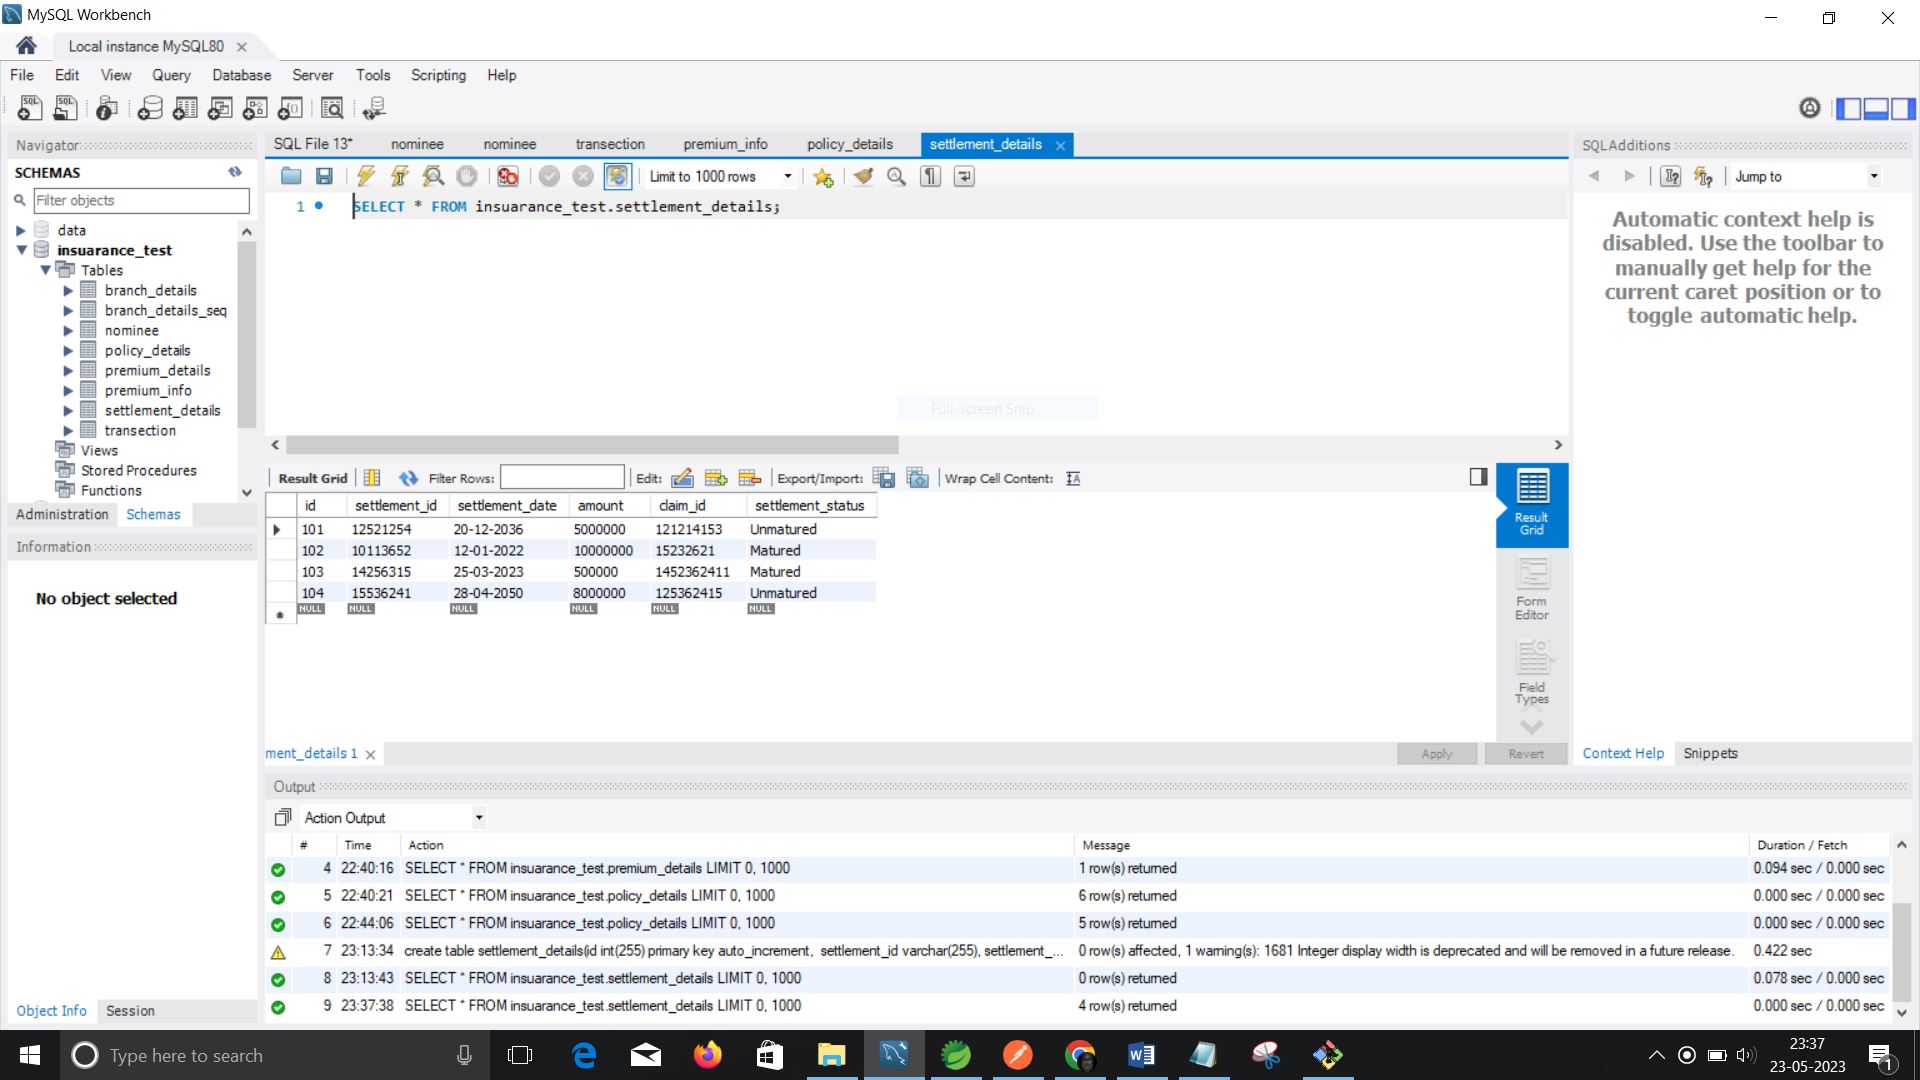 MySQL Workbench
Local instance MySQL80
File Edit View Query Database Server Tools Scripting Help
Navigator
SCHEMAS
Filter objects
data
insuarance_test
Tables
branch_details
branch_details_seq
nominee
policy_details
premium_details
premium_info
settlement_details
transection
Views
Stored Procedures
Functions
Administration Schemas
Information
No object selected
Object Info Session
SQL File 13* nominee nominee transection premium_info policy_details settlement_details
Limit to 1000 rows
1 SELECT * FROM insuarance_test.settlement_details;
Full-screen Snip
Result Grid Filter Rows: Edit: Export/Import: Wrap Cell Content:
id settlement_id settlement_date amount claim_id settlement_status
101 12521254 20-12-2036 5000000 121214153 Unmatured
102 10113652 12-01-2022 10000000 15232621 Matured
103 14256315 25-03-2023 500000 1452362411 Matured
104 15536241 28-04-2050 8000000 125362415 Unmatured
NULL NULL NULL NULL NULL NULL
Result
Grid
Form
Editor
Field
Types
ment_details 1
Apply Revert
SQLAdditions
Jump to
Automatic context help is
disabled. Use the toolbar to
manually get help for the
current caret position or to
toggle automatic help.
Context Help Snippets
Output
Action Output
# Time Action Message Duration / Fetch
4 22:40:16 SELECT * FROM insuarance_test.premium_details LIMIT 0, 1000 1 row(s) returned 0.094 sec / 0.000 sec
5 22:40:21 SELECT * FROM insuarance_test.policy_details LIMIT 0, 1000 6 row(s) returned 0.000 sec / 0.000 sec
6 22:44:06 SELECT * FROM insuarance_test.policy_details LIMIT 0, 1000 5 row(s) returned 0.000 sec / 0.000 sec
7 23:13:34 create table settlement_details(id int(255) primary key auto_increment, settlement_id varchar(255), settlement_... 0 row(s) affected, 1 warning(s): 1681 Integer display width is deprecated and will be removed in a future release. 0.422 sec
8 23:13:43 SELECT * FROM insuarance_test.settlement_details LIMIT 0, 1000 0 row(s) returned 0.078 sec / 0.000 sec
9 23:37:38 SELECT * FROM insuarance_test.settlement_details LIMIT 0, 1000 4 row(s) returned 0.000 sec / 0.000 sec
Type here to search
23:37
23-05-2023
1